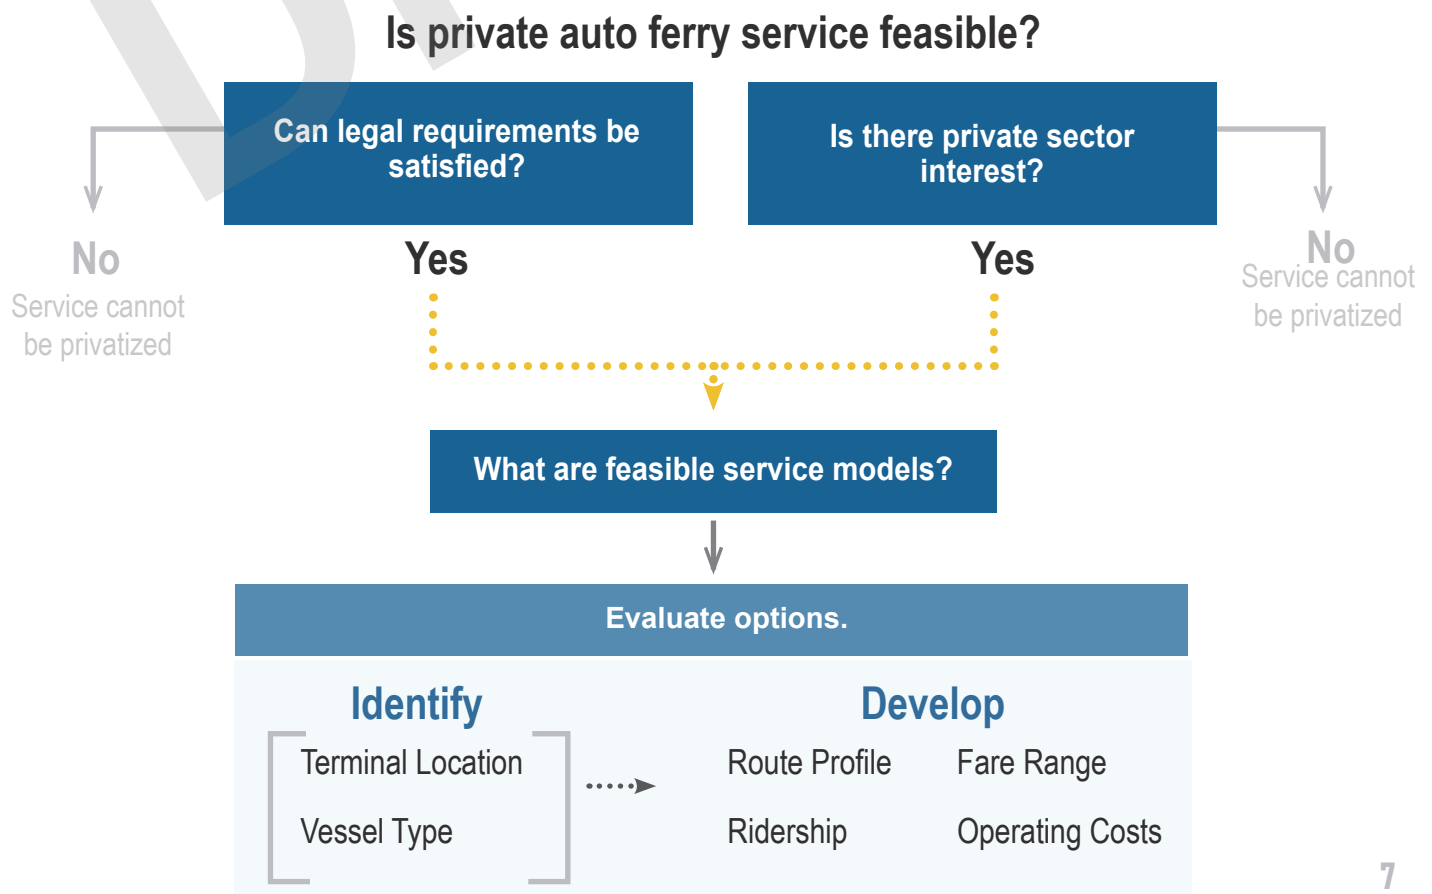 Is private auto ferry service feasible?
Can legal requirements be
satisfied?
Is there private sector
interest?
No
Service cannot
be privatized
Yes
Yes
No
Service cannot
be privatized
What are feasible service models?
Evaluate options.
Identify
Terminal Location
Vessel Type
Develop
Route Profile
Fare Range
Ridership
Operating Costs
7